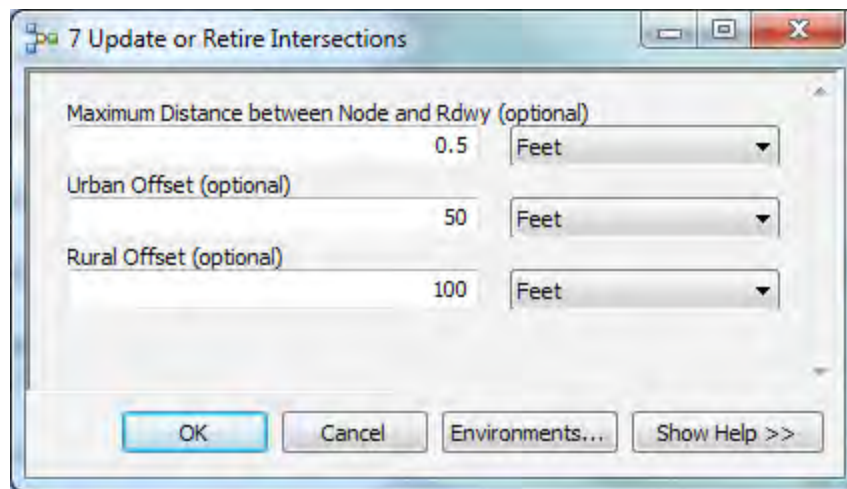 7 Update or Retire Intersections
Maximum Distance between Node and Rdwy (optional)
0.5 Feet
Urban Offset (optional)
50 Feet
Rural Offset (optional)
100 Feet
OK Cancel Environments... Show Help >>